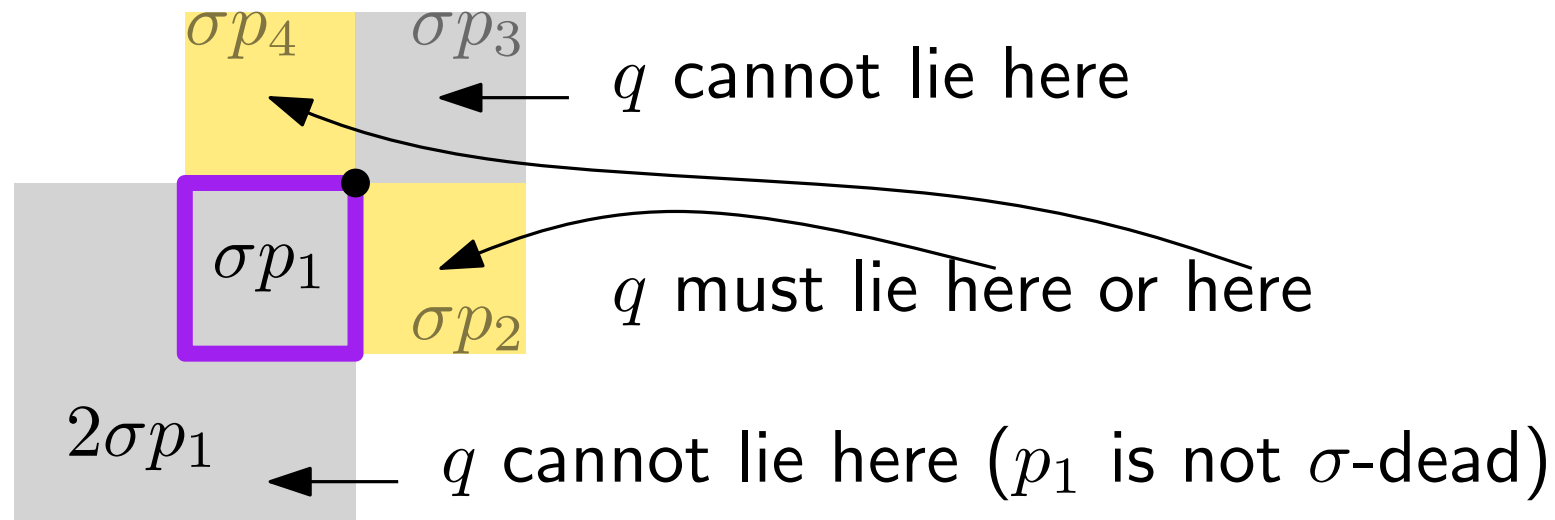 σp₄ σp₃
q cannot lie here
σp₁
q must lie here or here
σp₂
2σp₁
q cannot lie here (p₁ is not σ-dead)